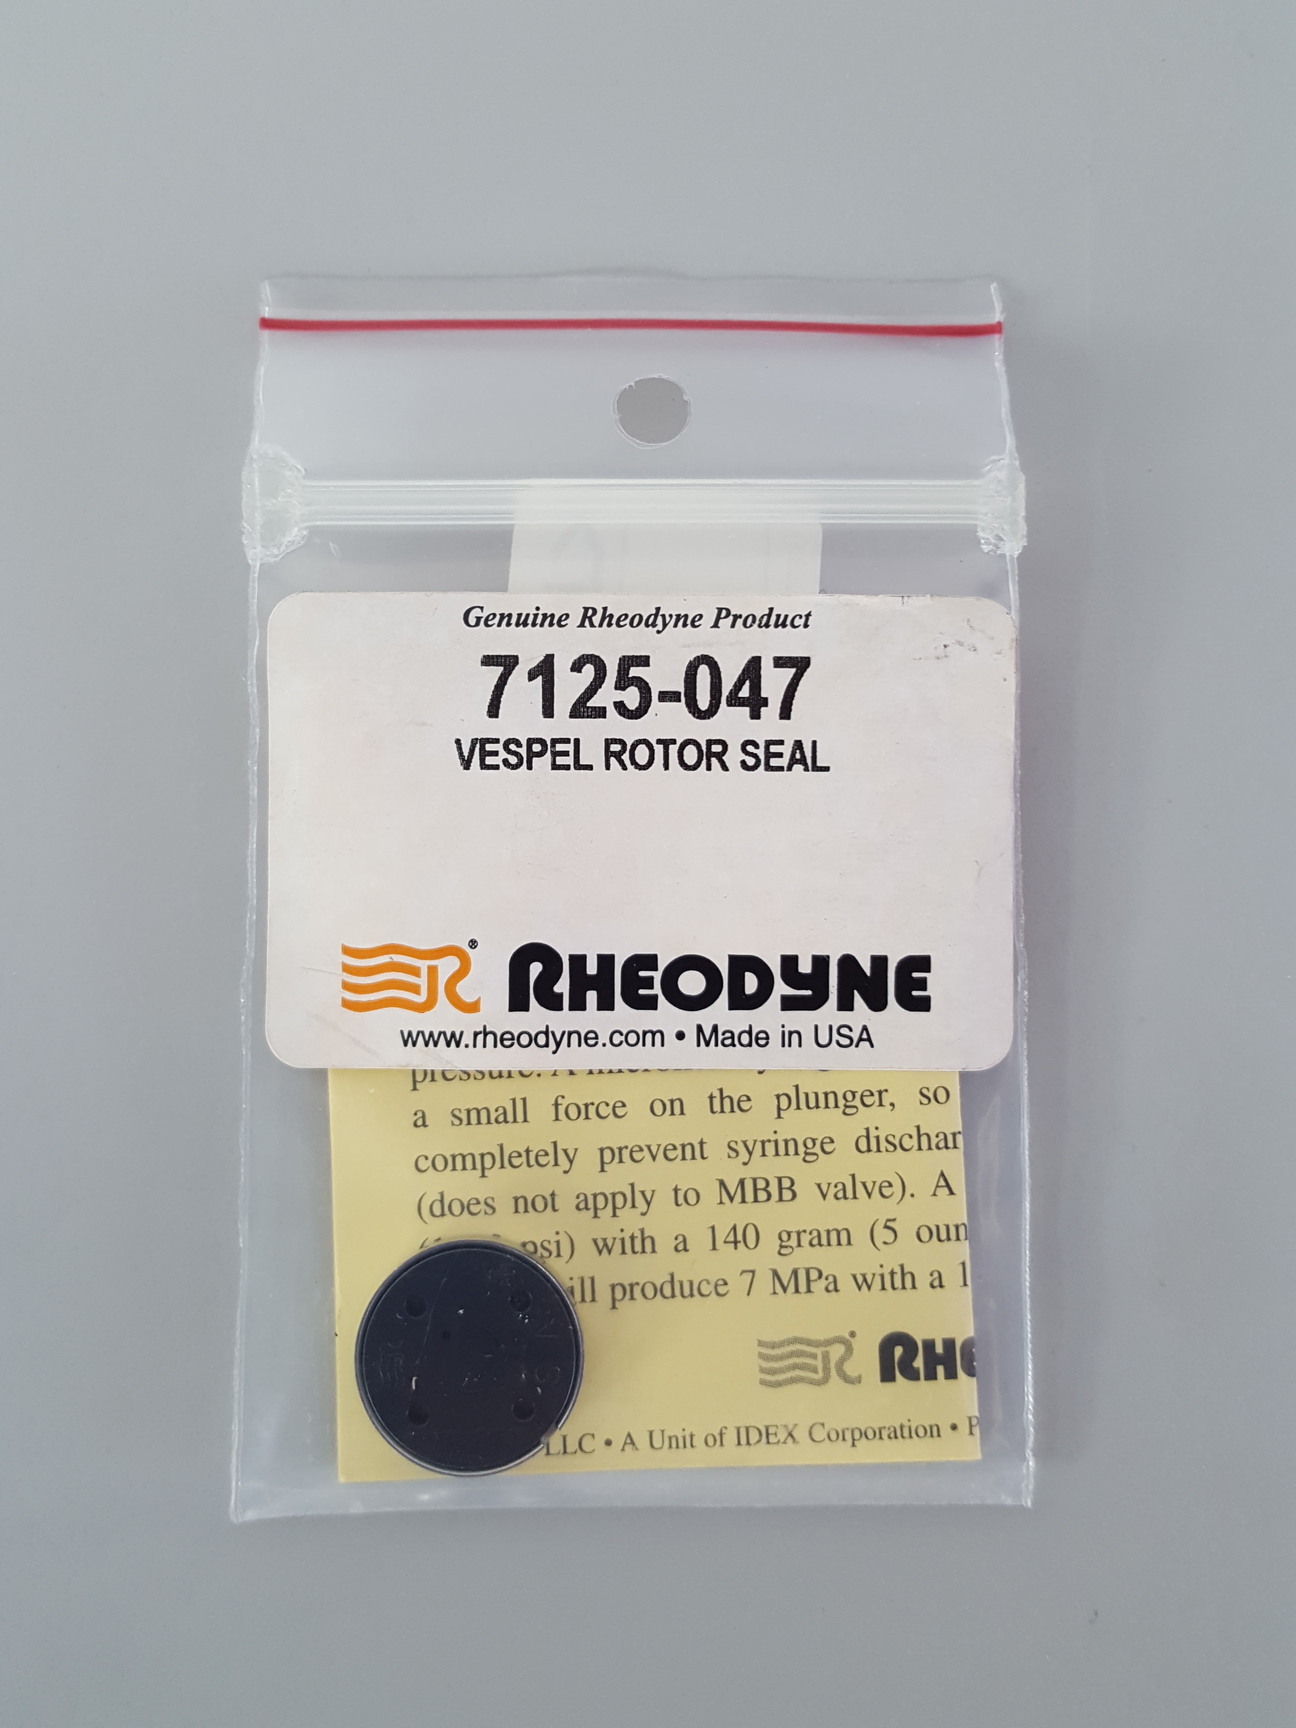 Genuine Rheodyne Product
7125-047
VESPEL ROTOR SEAL
® RHEODYNE
www.rheodyne.com • Made in USA
pressure. A
a small force on the plunger, so
completely prevent syringe dischar
(does not apply to MBB valve). A
psi) with a 140 gram (5 oun
ill produce 7 MPa with a 1
RHE
LLC • A Unit of IDEX Corporation • P